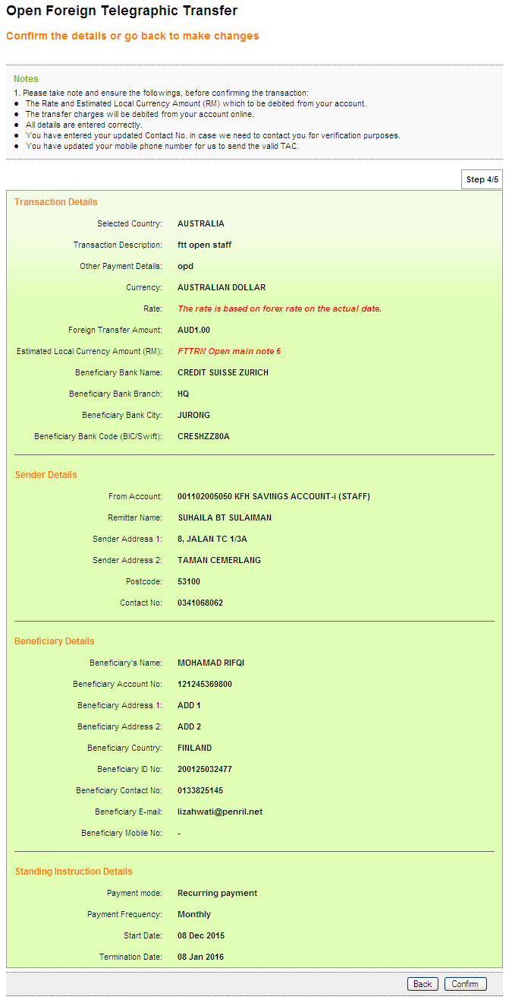 Open Foreign Telegraphic Transfer
Confirm the details or go back to make changes
Notes
1. Please take note and ensure the followings, before confirming the transaction:
● The Rate and Estimated Local Currency Amount (RM) which to be debited from your account.
● The transfer charges will be debited from your account online.
● All details are entered correctly.
● You have entered your updated Contact No. in case we need to contact you for verification purposes.
● You have updated your mobile phone number for us to send the valid TAC.
Step 4/5
Transaction Details
Selected Country: AUSTRALIA
Transaction Description: ftt open staff
Other Payment Details: opd
Currency: AUSTRALIAN DOLLAR
Rate: The rate is based on forex rate on the actual date.
Foreign Transfer Amount: AUD1.00
Estimated Local Currency Amount (RM): FTTRN Open main note 6
Beneficiary Bank Name: CREDIT SUISSE ZURICH
Beneficiary Bank Branch: HQ
Beneficiary Bank City: JURONG
Beneficiary Bank Code (BIC/Swift): CRESHZZ80A
Sender Details
From Account: 001102005050 KFH SAVINGS ACCOUNT-i (STAFF)
Remitter Name: SUHAILA BT SULAIMAN
Sender Address 1: 8, JALAN TC 1/3A
Sender Address 2: TAMAN CEMERLANG
Postcode: 53100
Contact No: 0341068062
Beneficiary Details
Beneficiary's Name: MOHAMAD RIFQI
Beneficiary Account No: 121245369800
Beneficiary Address 1: ADD 1
Beneficiary Address 2: ADD 2
Beneficiary Country: FINLAND
Beneficiary ID No: 200125032477
Beneficiary Contact No: 0133825145
Beneficiary E-mail: lizahwati@penril.net
Beneficiary Mobile No: -
Standing Instruction Details
Payment mode: Recurring payment
Payment Frequency: Monthly
Start Date: 08 Dec 2015
Termination Date: 08 Jan 2016
Back Confirm